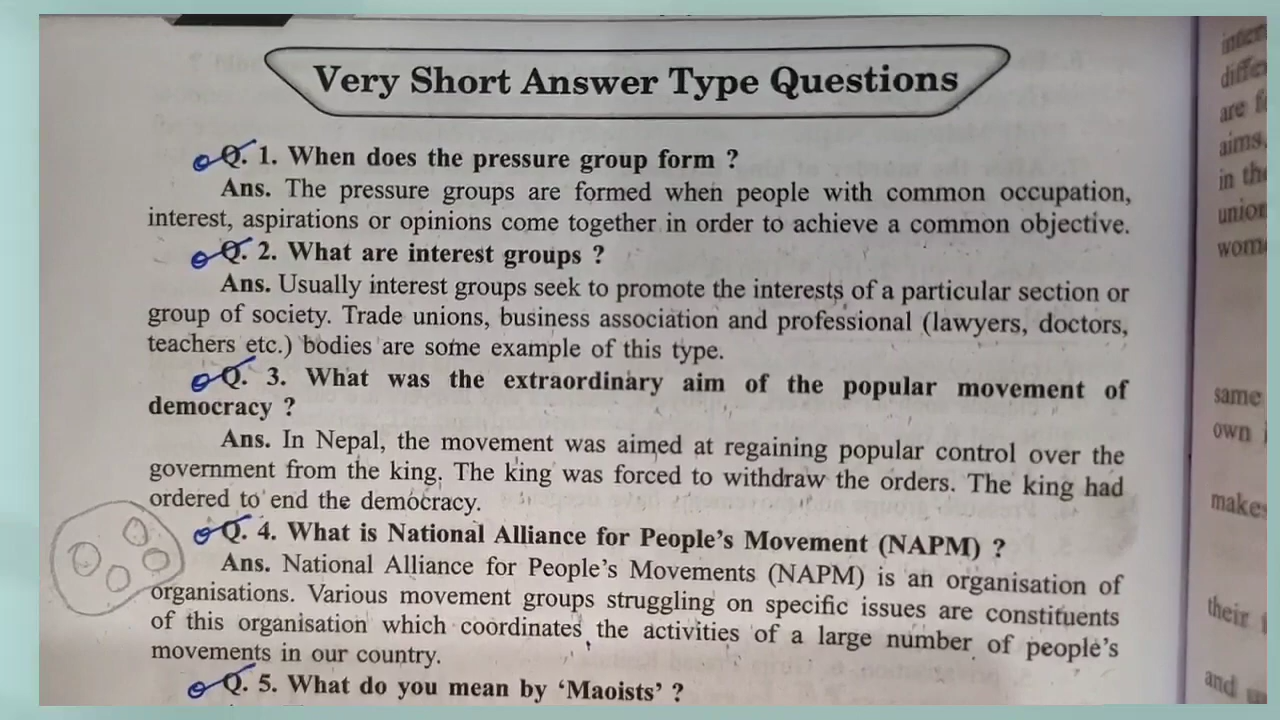 Very Short Answer Type Questions
Q. 1. When does the pressure group form ?
Ans. The pressure groups are formed when people with common occupation,
interest, aspirations or opinions come together in order to achieve a common objective.
Q. 2. What are interest groups ?
Ans. Usually interest groups seek to promote the interests of a particular section or
group of society. Trade unions, business association and professional (lawyers, doctors,
teachers etc.) bodies are some example of this type.
Q. 3. What was the extraordinary aim of the popular movement of
democracy ?
Ans. In Nepal, the movement was aimed at regaining popular control over the
government from the king. The king was forced to withdraw the orders. The king had
ordered to end the democracy.
Q. 4. What is National Alliance for People's Movement (NAPM) ?
Ans. National Alliance for People's Movements (NAPM) is an organisation of
organisations. Various movement groups struggling on specific issues are constituents
of this organisation which coordinates the activities of a large number of people's
movements in our country.
Q. 5. What do you mean by 'Maoists' ?
are
aims.
in the
same
own
their
and